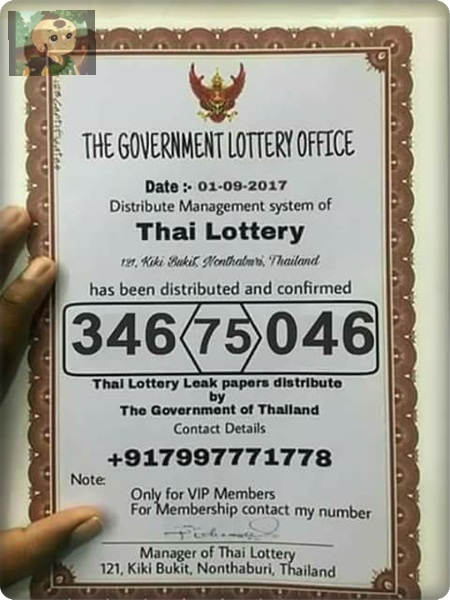 THE GOVERNMENT LOTTERY OFFICE
Date :- 01-09-2017
Distribute Management system of
Thai Lottery
121, Kiki Bukit, Nonthaburi, Thailand
has been distributed and confirmed
346 75 046
Thai Lottery Leak papers distribute
by
The Government of Thailand
Contact Details
+917997771778
Note:
Only for VIP Members
For Membership contact my number
Manager of Thai Lottery
121, Kiki Bukit, Nonthaburi, Thailand